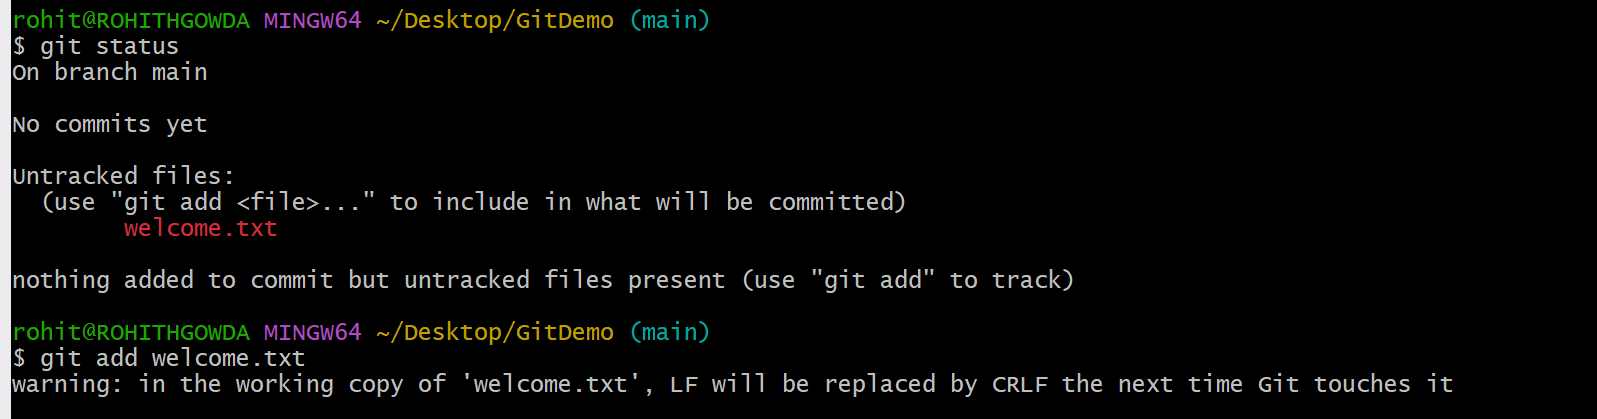 rohit@ROHITHGOWDA MINGW64 ~/Desktop/GitDemo (main)
$ git status
On branch main
No commits yet
Untracked files:
  (use "git add <file>..." to include in what will be committed)
        welcome.txt
nothing added to commit but untracked files present (use "git add" to track)
rohit@ROHITHGOWDA MINGW64 ~/Desktop/GitDemo (main)
$ git add welcome.txt
warning: in the working copy of 'welcome.txt', LF will be replaced by CRLF the next time Git touches it